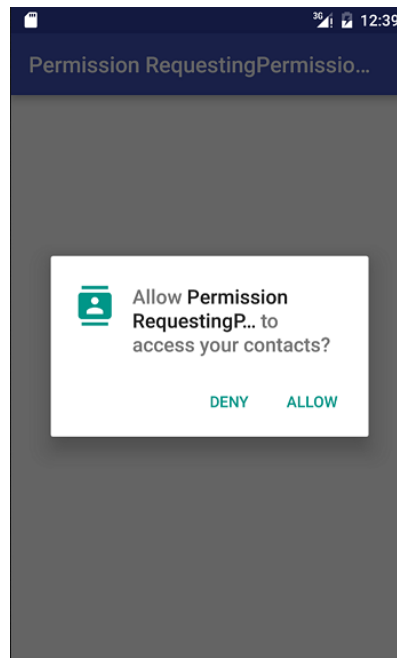 3G 12:39
Permission RequestingPermissio...
Allow Permission
RequestingP... to
access your contacts?
DENY ALLOW